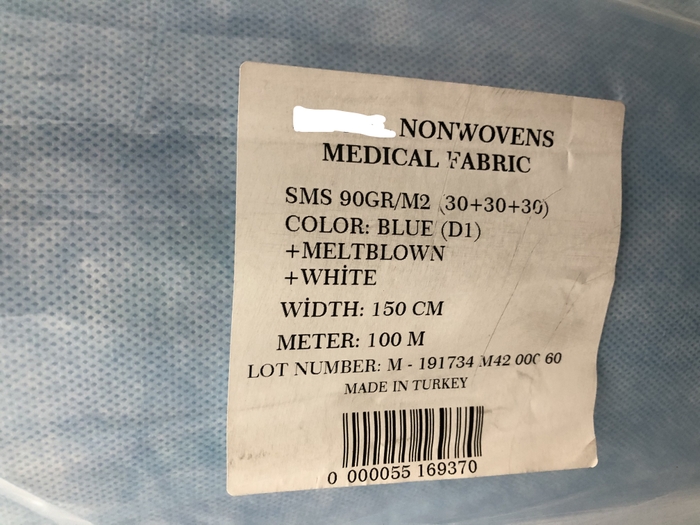 NONWOVENS
MEDICAL FABRIC
SMS 90GR/M2 (30+30+30)
COLOR: BLUE (D1)
+MELTBLOWN
+WHİTE
WİDTH: 150 CM
METER: 100 M
LOT NUMBER: M - 191734 M42 000 60
MADE IN TURKEY
0 000055 169370